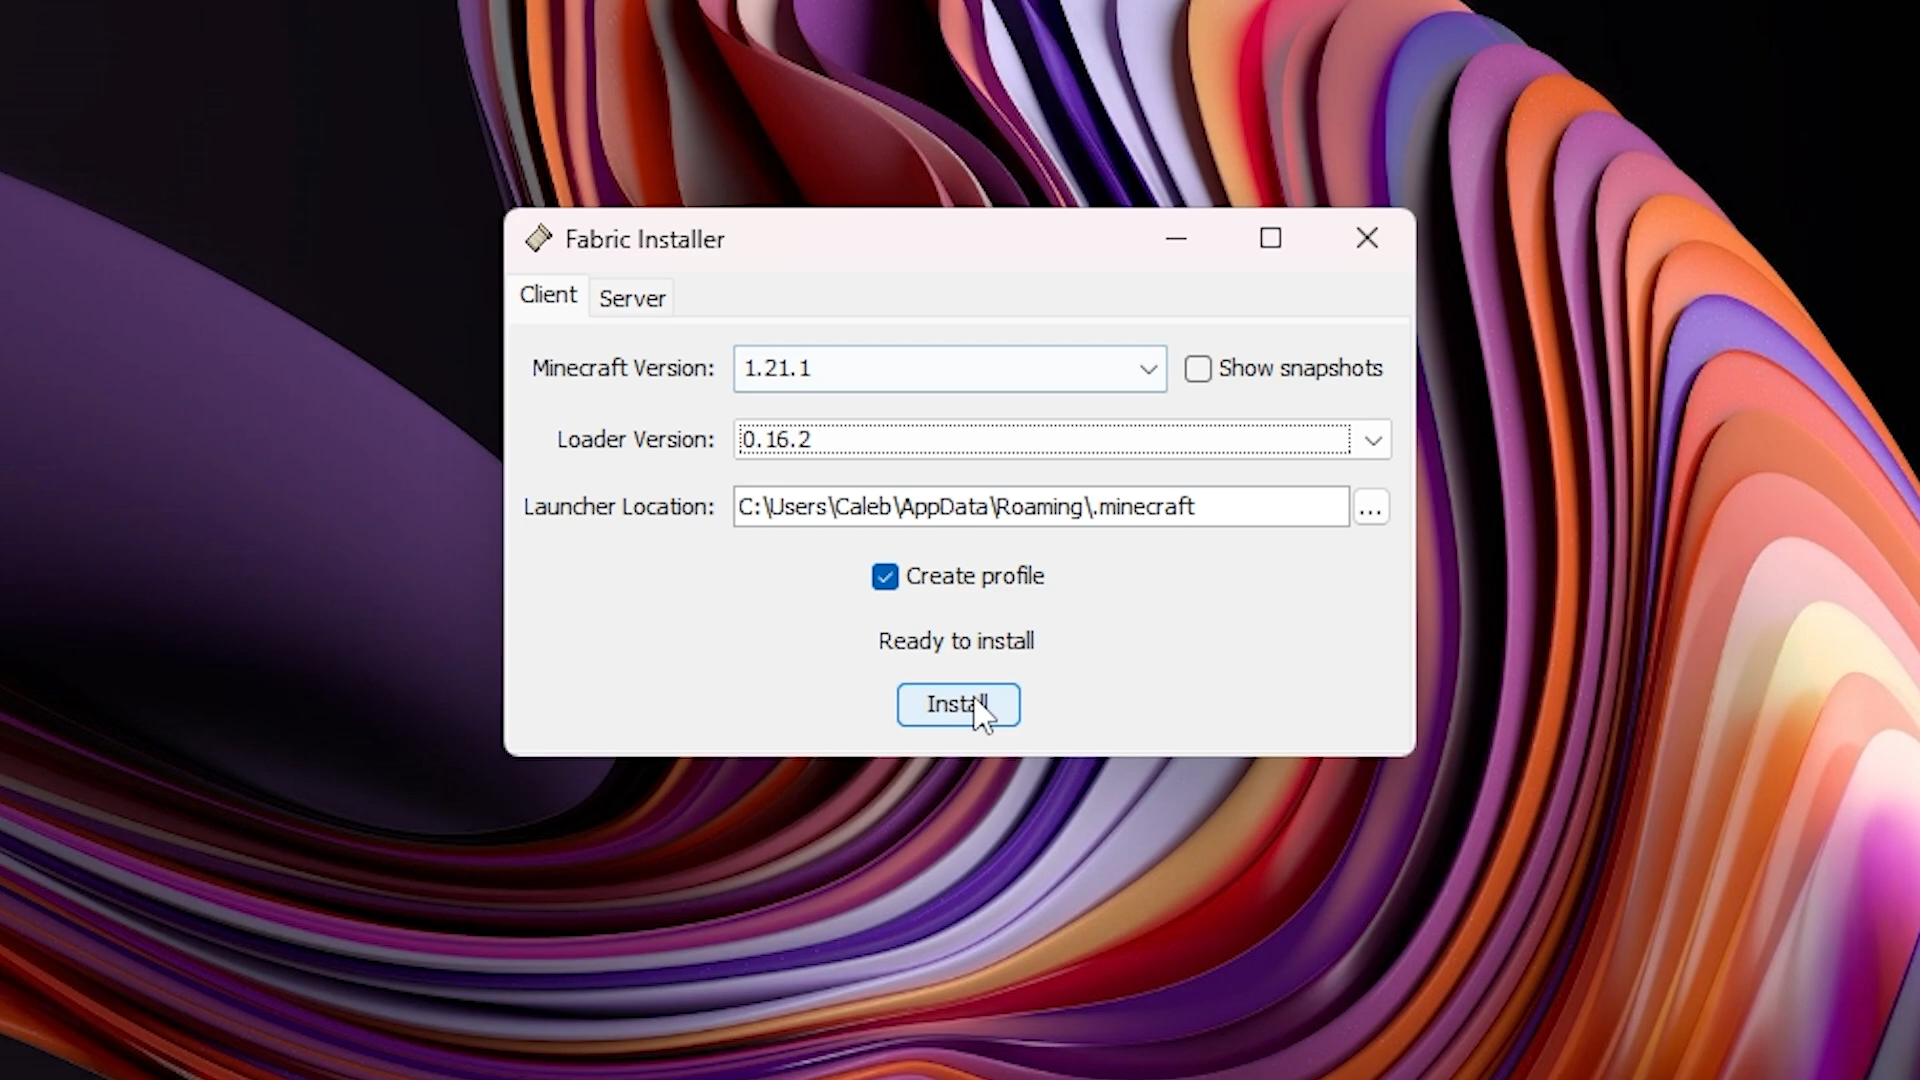 Fabric Installer
Client
Server
Minecraft Version: 1.21.1 Show snapshots
Loader Version: 0.16.2
Launcher Location: C:\Users\Caleb\AppData\Roaming\.minecraft ...
Create profile
Ready to install
Install